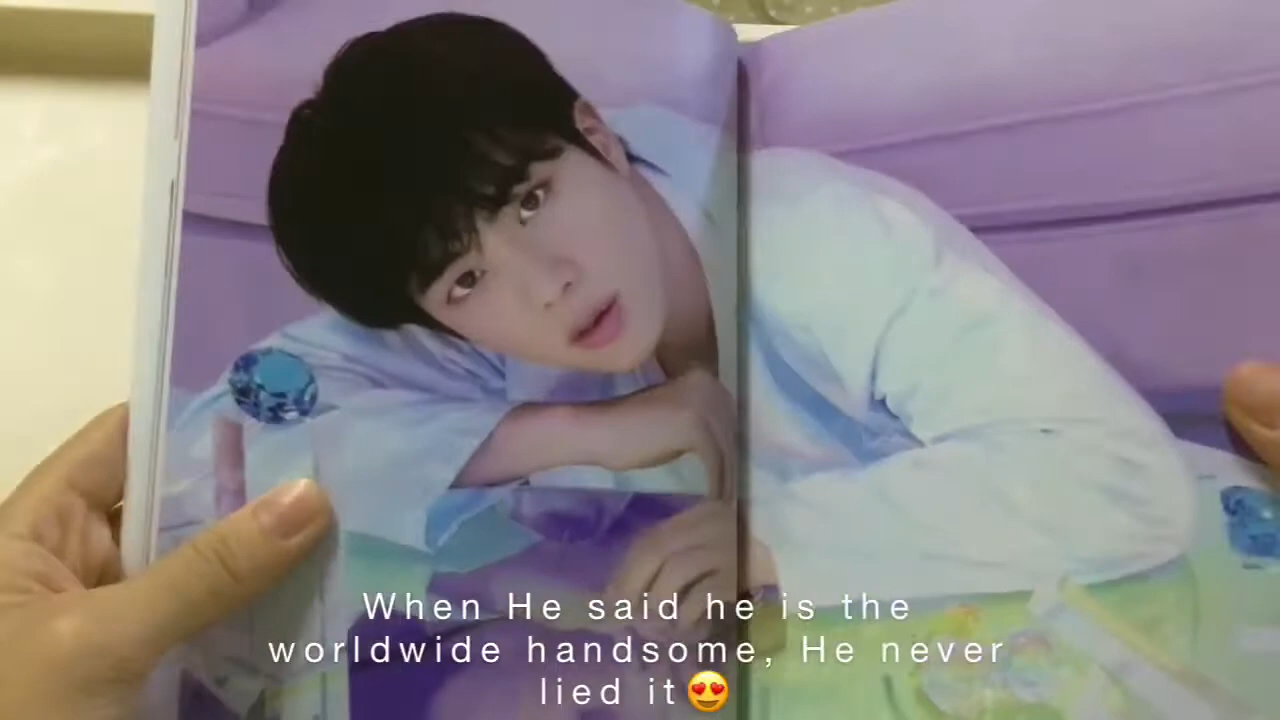 When He said he is the
worldwide handsome, He never
lied it😍